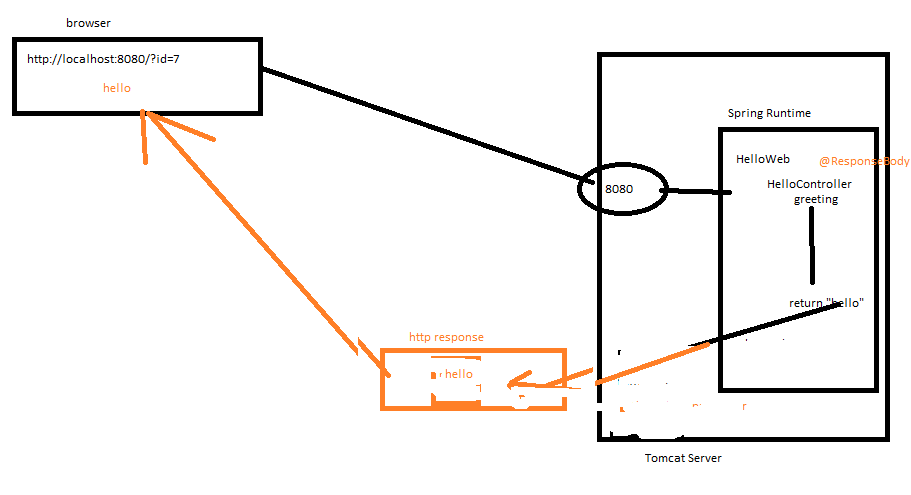 browser
http://localhost:8080/?id=7
hello
Spring Runtime
HelloWeb
@ResponseBody
HelloController
greeting
8080
return "hello"
http response
hello
Tomcat Server